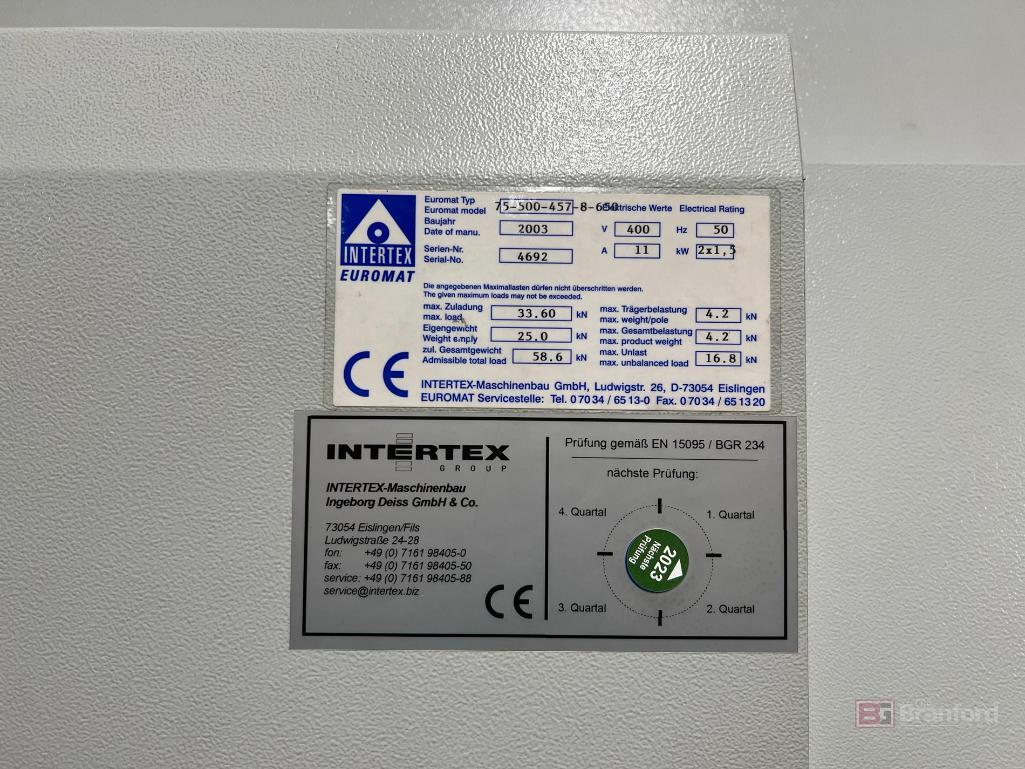 INTERTEX
EUROMAT
Euromat Typ
Euromat model 75-500-457-8-650
Elektrische Werte Electrical Rating
Baujahr
Date of manu. 2003
V 400 Hz 50
Serien-Nr.
Serial-No. 4692
A 11 kW 2x1,5
Die angegebenen Maximallasten dürfen nicht überschritten werden.
The given maximum loads may not be exceeded.
max. Zuladung
max. load 33.60 kN
Eigengewicht
Weight emply 25.0 kN
zul. Gesamtgewicht
Admissible total load 58.6 kN
max. Trägerbelastung
max. weight/pole 4.2 kN
max. Gesamtbelastung
max. product weight 4.2 kN
max. Unlast
max. unbalanced load 16.8 kN
CE
INTERTEX-Maschinenbau GmbH, Ludwigstr. 26, D-73054 Eislingen
EUROMAT Servicestelle: Tel. 0 70 34 / 65 13-0 Fax. 0 70 34 / 65 13 20
INTERTEX
GROUP
INTERTEX-Maschinenbau
Ingeborg Deiss GmbH & Co.
73054 Eislingen/Fils
Ludwigstraße 24-28
fon: +49 (0) 7161 98405-0
fax: +49 (0) 7161 98405-50
service: +49 (0) 7161 98405-88
service@intertex.biz
CE
Prüfung gemäß EN 15095 / BGR 234
nächste Prüfung:
4. Quartal 1. Quartal
2023
Nächste
Prüfung
3. Quartal 2. Quartal
BG Branford